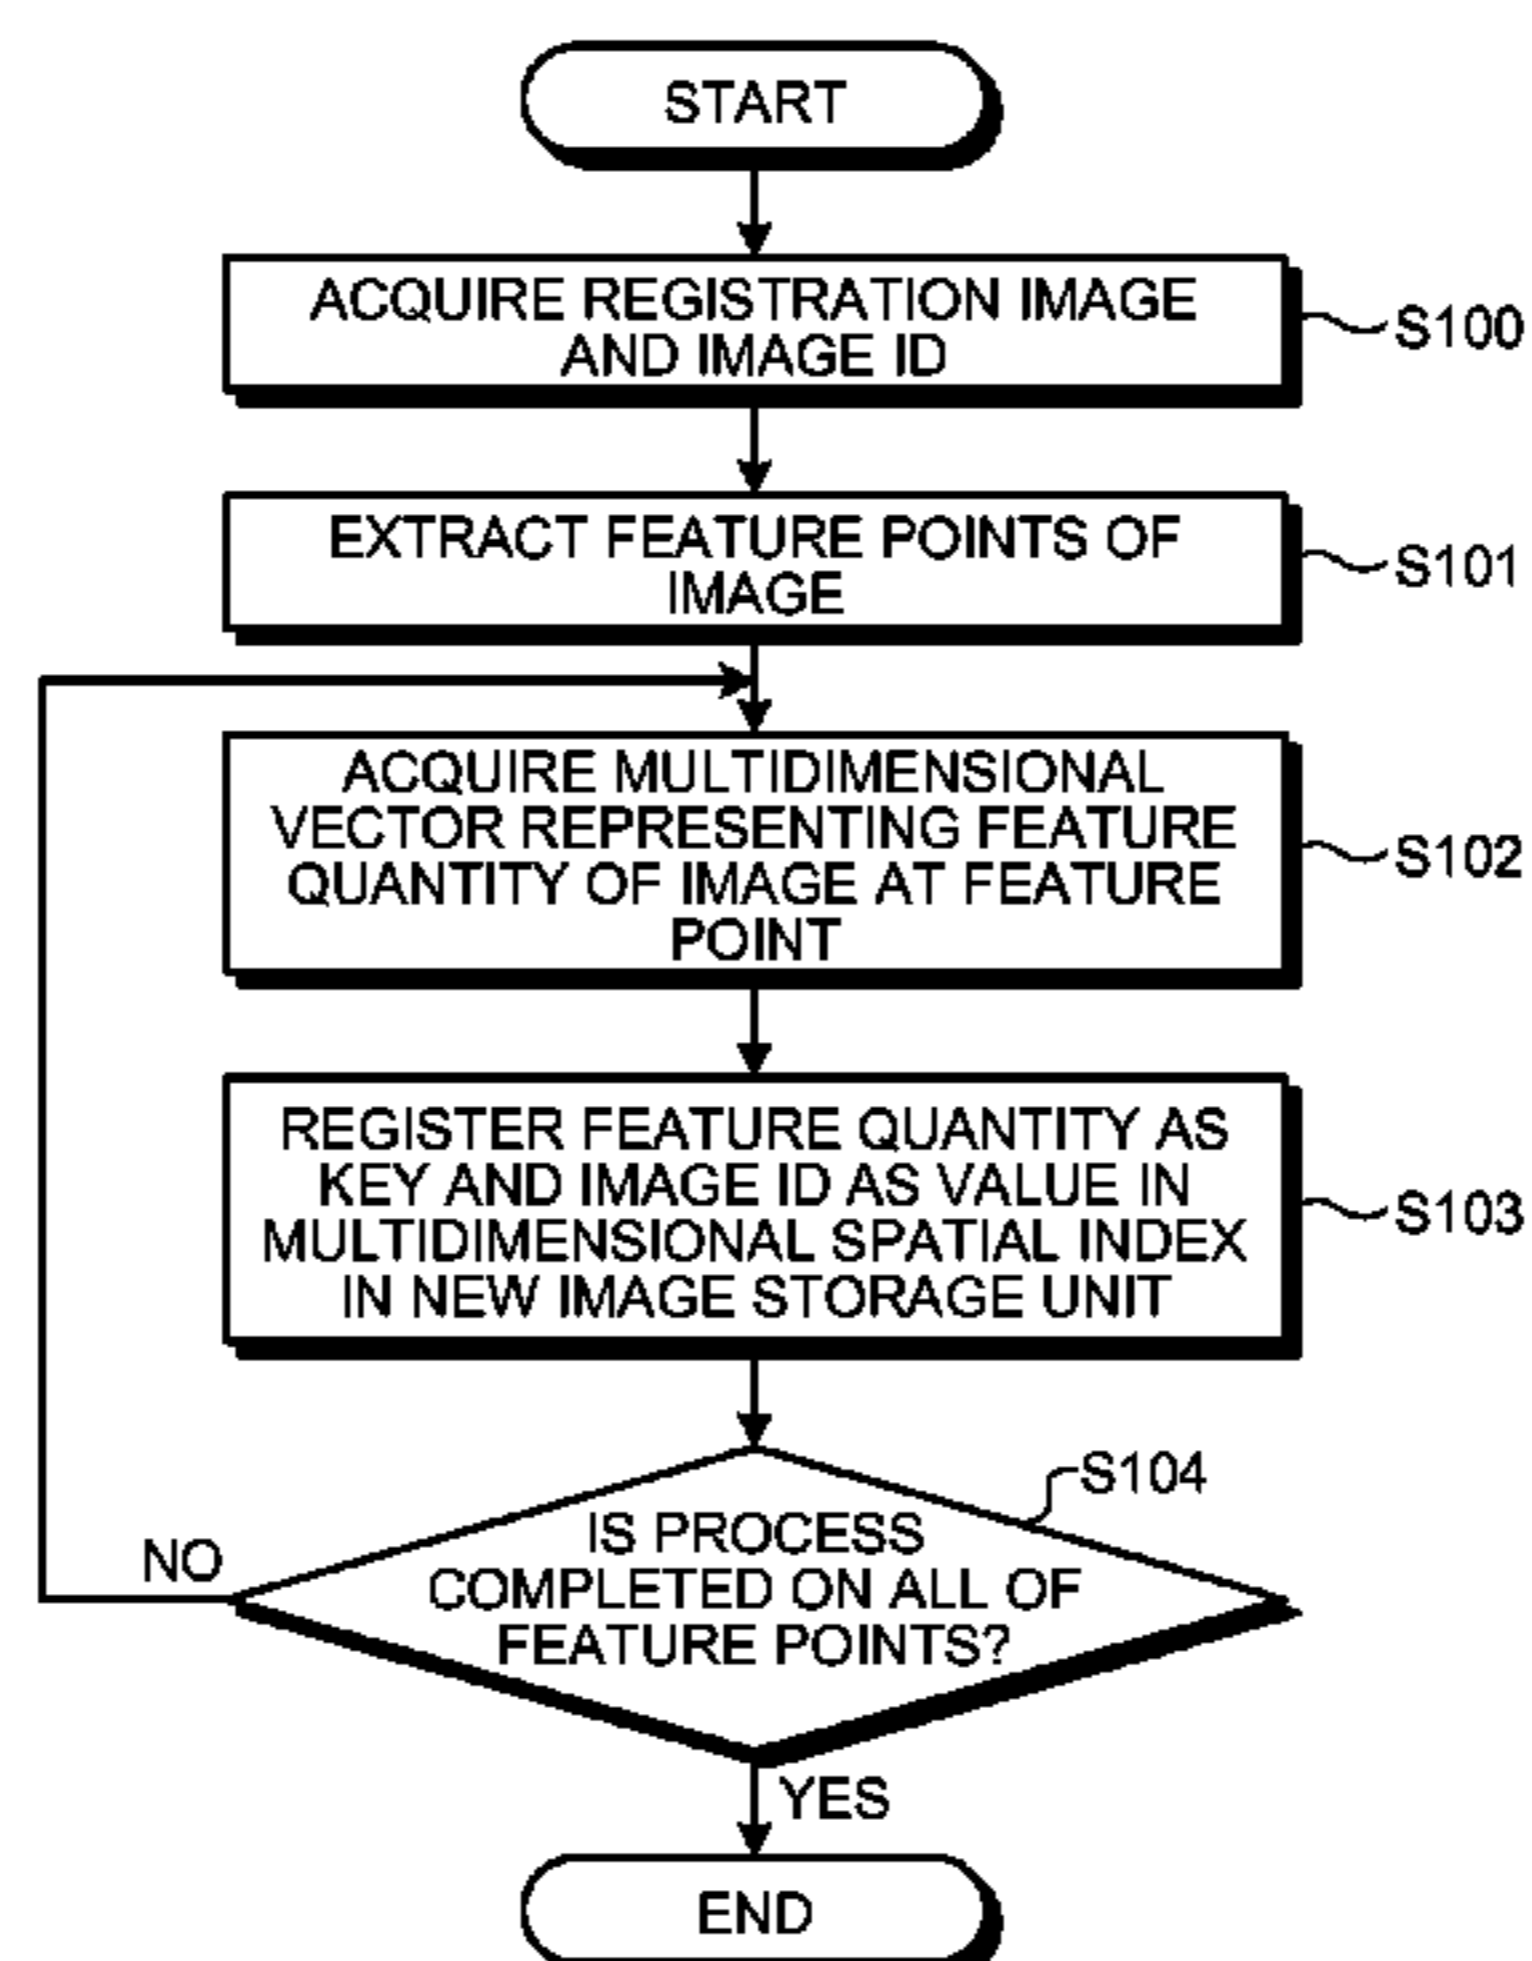 START
ACQUIRE REGISTRATION IMAGE
AND IMAGE ID
S100
EXTRACT FEATURE POINTS OF
IMAGE
S101
ACQUIRE MULTIDIMENSIONAL
VECTOR REPRESENTING FEATURE
QUANTITY OF IMAGE AT FEATURE
POINT
S102
REGISTER FEATURE QUANTITY AS
KEY AND IMAGE ID AS VALUE IN
MULTIDIMENSIONAL SPATIAL INDEX
IN NEW IMAGE STORAGE UNIT
S103
S104
IS PROCESS
COMPLETED ON ALL OF
FEATURE POINTS?
NO
YES
END